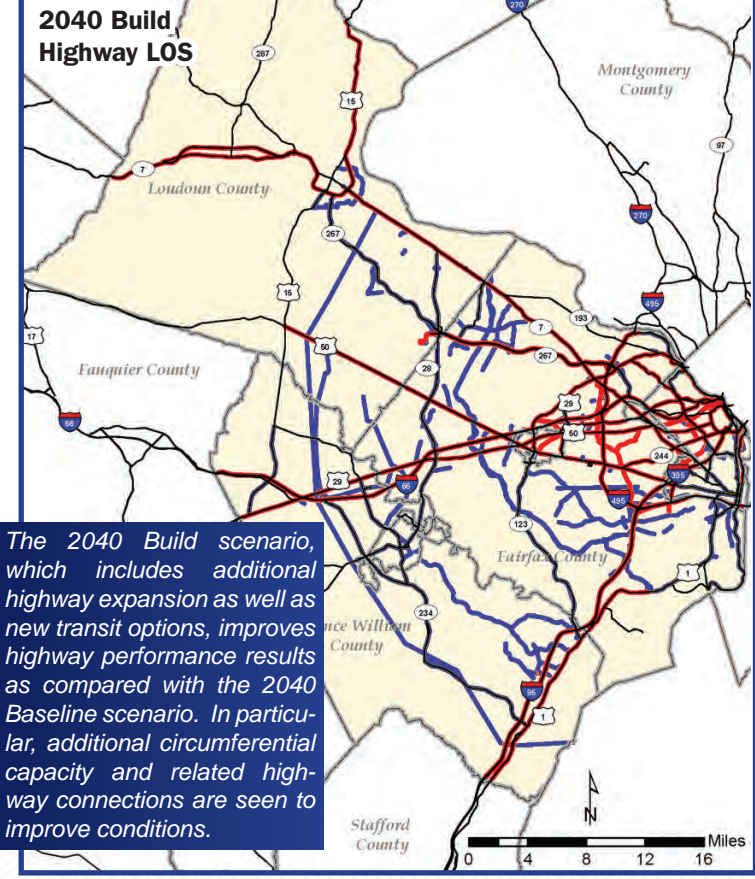 2040 Build
Highway LOS
270
287
Montgomery
County
15
97
7
Loudoun County
270
267
15
495
193
17
50
7
267
Fauquier County
28
29
66
50
244
29
66
395
495
The 2040 Build scenario,
which includes additional
highway expansion as well as
new transit options, improves
highway performance results
as compared with the 2040
Baseline scenario. In particu-
lar, additional circumferential
capacity and related high-
way connections are seen to
improve conditions.
123
Fairfax County
1
234
nce William
County
95
1
N
Stafford
County
Miles
0 4 8 12 16